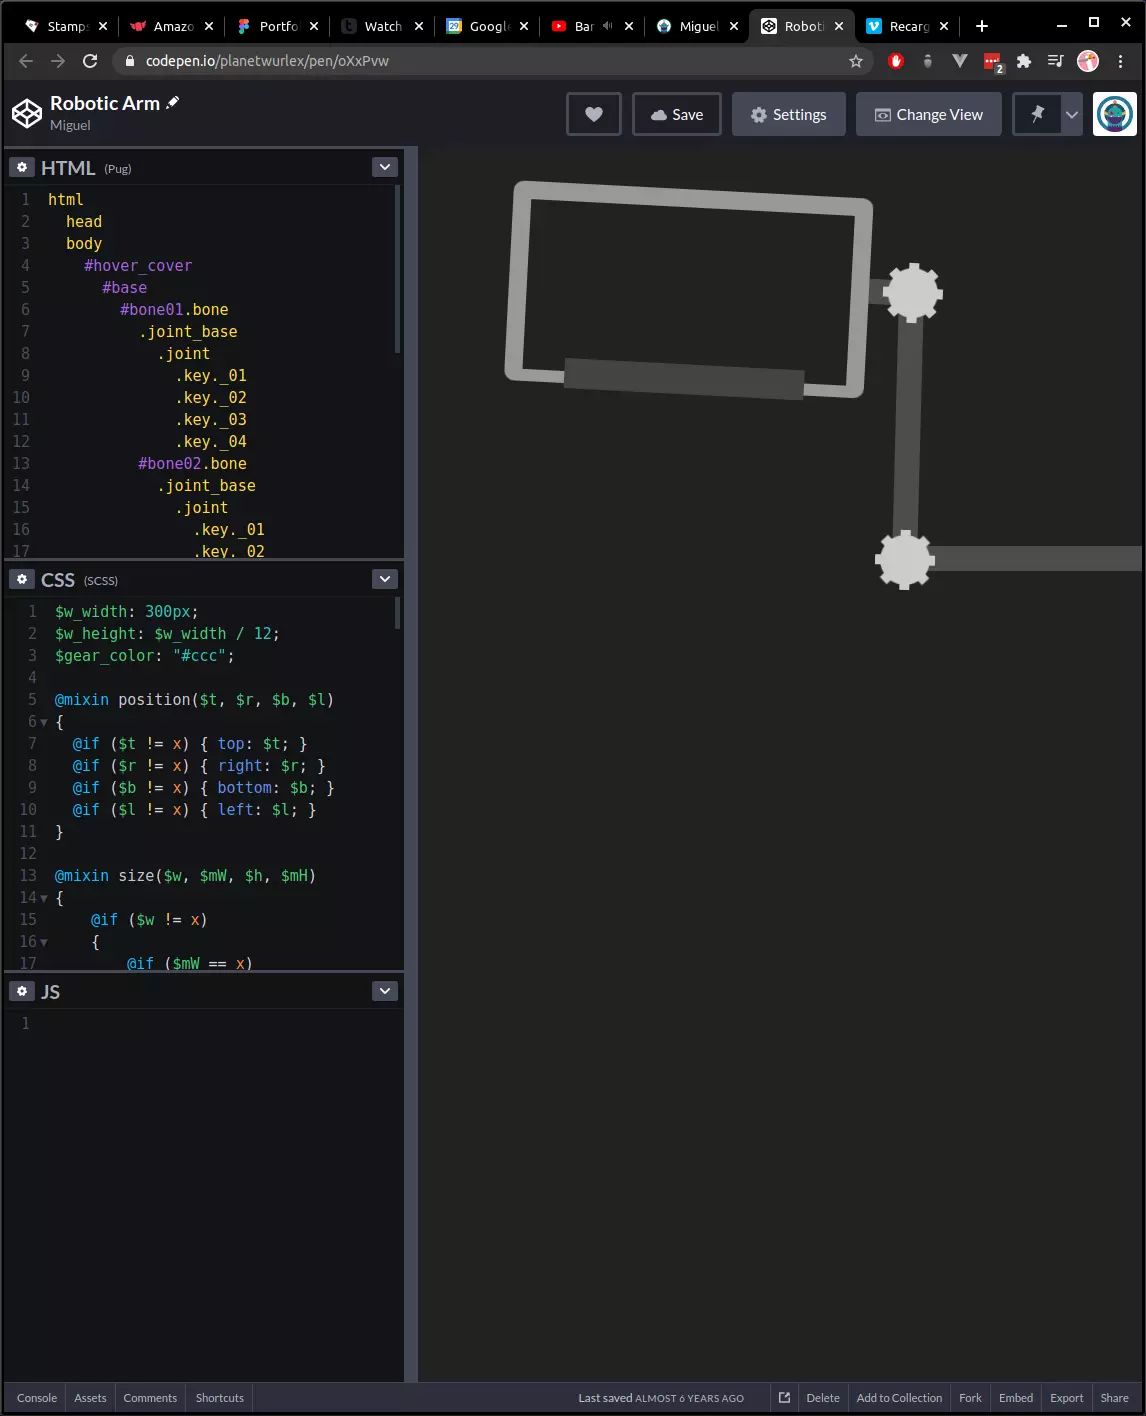 Stamps
Amazo
Portfo
Watch
Google
Bar
Miguel
Roboti
Recarg
codepen.io/planetwurlex/pen/oXxPvw
2
Robotic Arm
Miguel
Save
Settings
Change View
HTML (Pug)
1 html
2 head
3 body
4 #hover_cover
5 #base
6 #bone01.bone
7 .joint_base
8 .joint
9 .key._01
10 .key._02
11 .key._03
12 .key._04
13 #bone02.bone
14 .joint_base
15 .joint
16 .key._01
17 .key._02
CSS (SCSS)
1 $w_width: 300px;
2 $w_height: $w_width / 12;
3 $gear_color: "#ccc";
4
5 @mixin position($t, $r, $b, $l)
6 {
7 @if ($t != x) { top: $t; }
8 @if ($r != x) { right: $r; }
9 @if ($b != x) { bottom: $b; }
10 @if ($l != x) { left: $l; }
11 }
12
13 @mixin size($w, $mW, $h, $mH)
14 {
15 @if ($w != x)
16 {
17 @if ($mW == x)
JS
1
Console Assets Comments Shortcuts Last saved ALMOST 6 YEARS AGO Delete Add to Collection Fork Embed Export Share